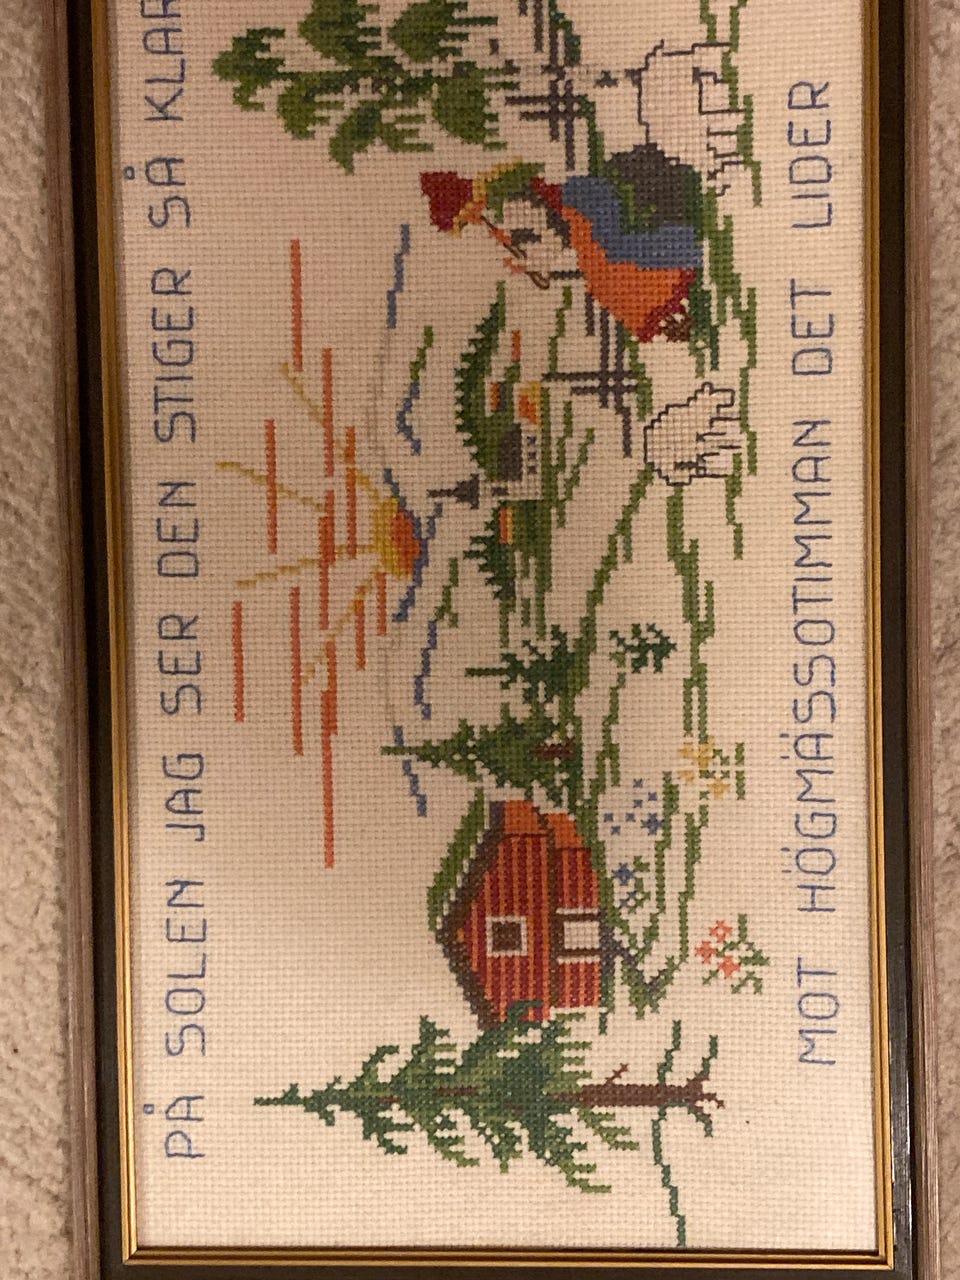 PÅ SOLEN JAG SER DEN STIGER SÅ KLAR
MOT HÖGMÄSSOTIMMAN DET LIDER